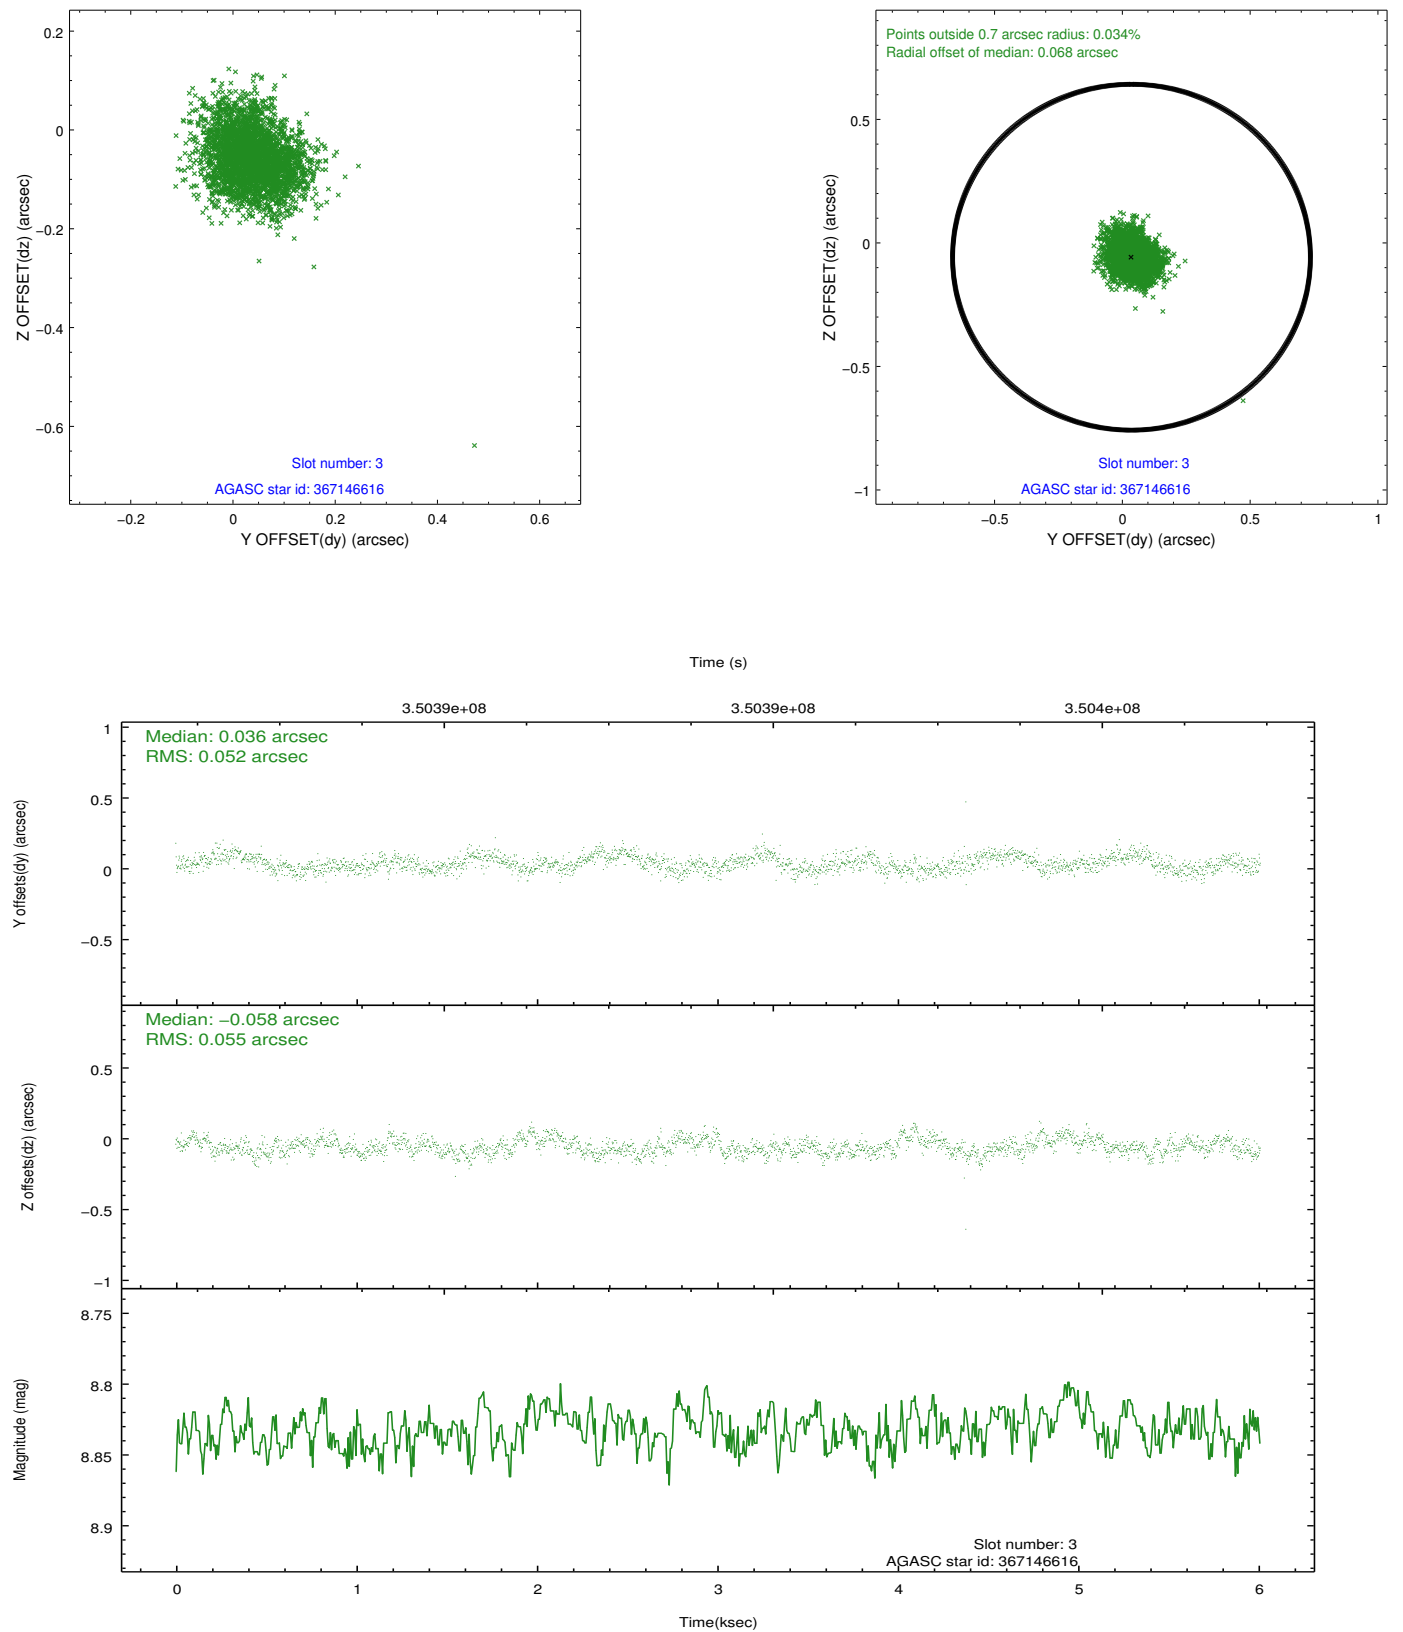 0.2
0
−0.2
−0.4
−0.6
Z OFFSET(dz) (arcsec)
Slot number: 3
AGASC star id: 367146616
−0.2 0 0.2 0.4 0.6
Y OFFSET(dy) (arcsec)
Points outside 0.7 arcsec radius: 0.034%
Radial offset of median: 0.068 arcsec
0.5
0
−0.5
−1
Z OFFSET(dz) (arcsec)
Slot number: 3
AGASC star id: 367146616
−0.5 0 0.5 1
Y OFFSET(dy) (arcsec)
Time (s)
3.5039e+08 3.5039e+08 3.504e+08
Median: 0.036 arcsec
RMS: 0.052 arcsec
1
0.5
0
−0.5
Y offsets(dy) (arcsec)
Median: −0.058 arcsec
RMS: 0.055 arcsec
0.5
0
−0.5
−1
Z offsets(dz) (arcsec)
8.75
8.8
8.85
8.9
Magnitude (mag)
Slot number: 3
AGASC star id: 367146616
0 1 2 3 4 5 6
Time(ksec)